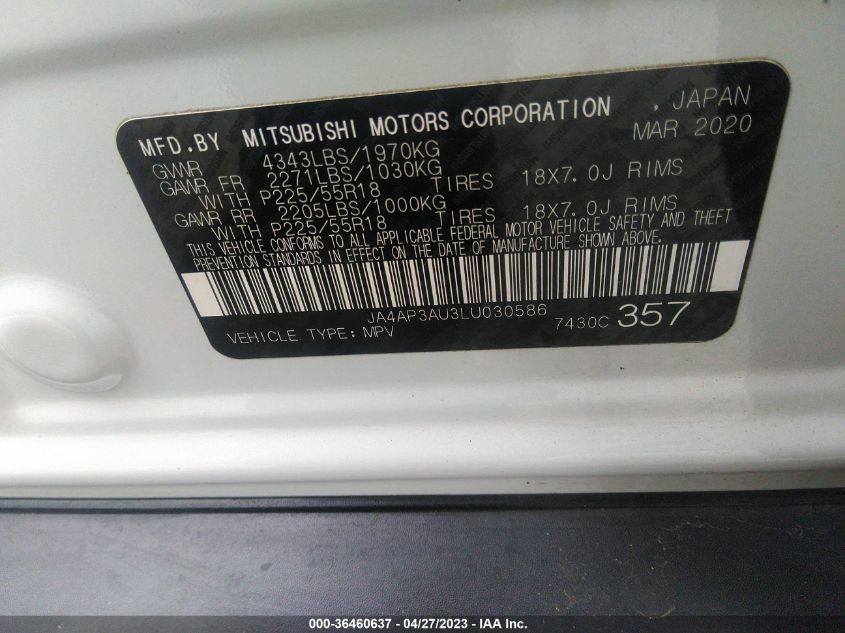 MFD.BY MITSUBISHI MOTORS CORPORATION , JAPAN
GVWR 4343LBS/1970KG MAR 2020
GAWR FR 2271LBS/1030KG
WITH P225/55R18 TIRES 18X7.0J RIMS
GAWR RR 2205LBS/1000KG
WITH P225/55R18 TIRES 18X7.0J RIMS
THIS VEHICLE CONFORMS TO ALL APPLICABLE FEDERAL MOTOR VEHICLE SAFETY AND THEFT
PREVENTION STANDARDS IN EFFECT ON THE DATE OF MANUFACTURE SHOWN ABOVE.
JA4AP3AU3LU030586
VEHICLE TYPE: MPV 7430C 357
000-36460637 - 04/27/2023 - © IAA Inc.